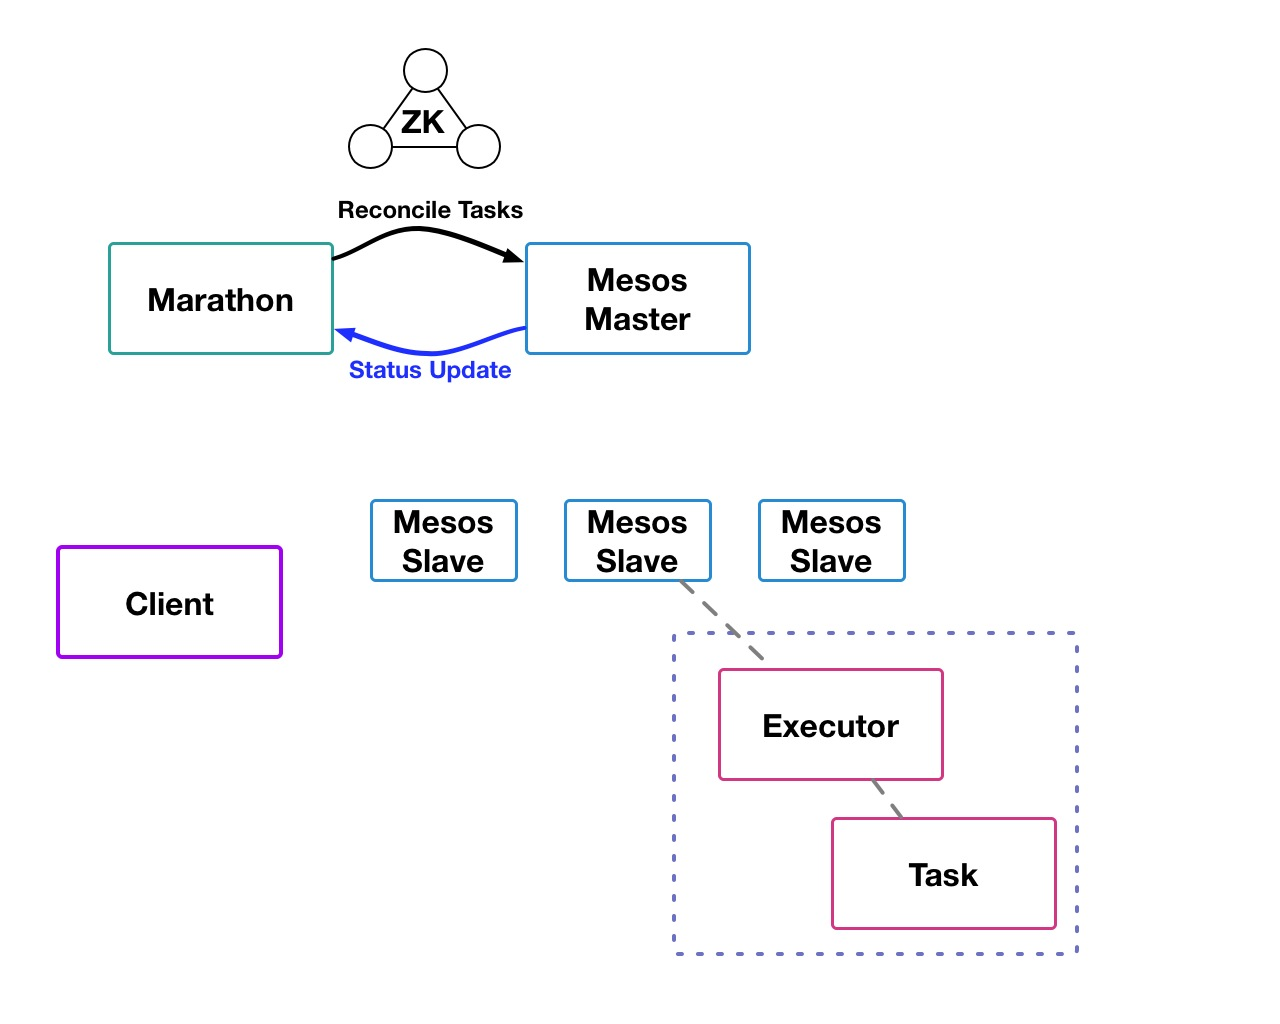 ZK
Reconcile Tasks
Marathon
Mesos
Master
Status Update
Mesos
Slave
Mesos
Slave
Mesos
Slave
Client
Executor
Task